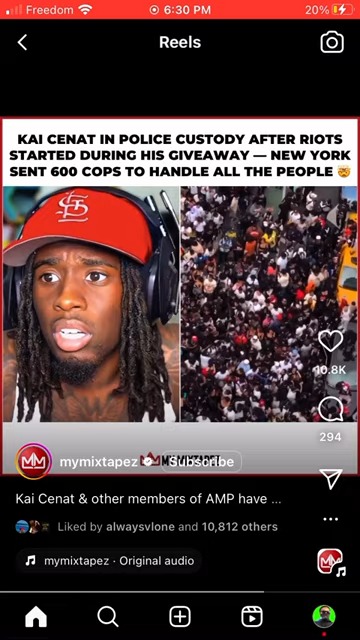 Freedom
6:30 PM
20%
Reels
KAI CENAT IN POLICE CUSTODY AFTER RIOTS
STARTED DURING HIS GIVEAWAY — NEW YORK
SENT 600 COPS TO HANDLE ALL THE PEOPLE 🤯
10.8K
294
mymixtapez
Subscribe
Kai Cenat & other members of AMP have ...
Liked by alwaysvlone and 10,812 others
mymixtapez · Original audio